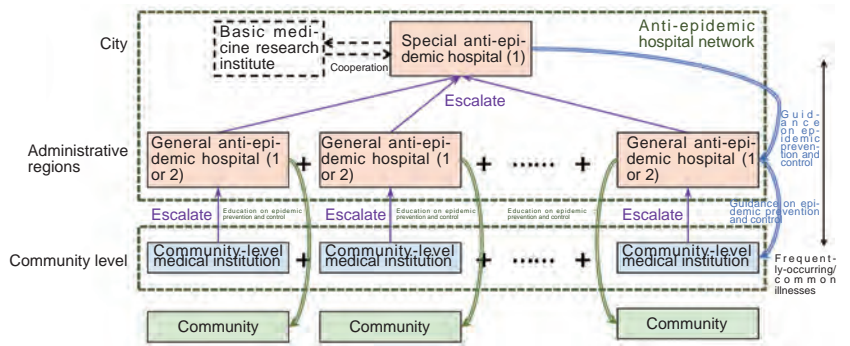 City
Basic medi-
cine research
institute
Cooperation
Special anti-epi-
demic hospital (1)
Anti-epidemic
hospital network
Escalate
Guid-
ance
on epi-
demic
preven-
tion and
control
Administrative
regions
General anti-epi-
demic hospital (1
or 2)
+
General anti-epi-
demic hospital (1
or 2)
+
......
+
General anti-epi-
demic hospital (1
or 2)
Escalate
Education on epidemic
prevention and control
Escalate
Education on epidemic
prevention and control
Education on epidemic
prevention and control
Escalate
Guidance on epi-
demic prevention
and control
Community level
Community-level
medical institution
+
Community-level
medical institution
+
......
+
Community-level
medical institution
Frequent-
ly-occurring/
common
illnesses
Community
Community
Community